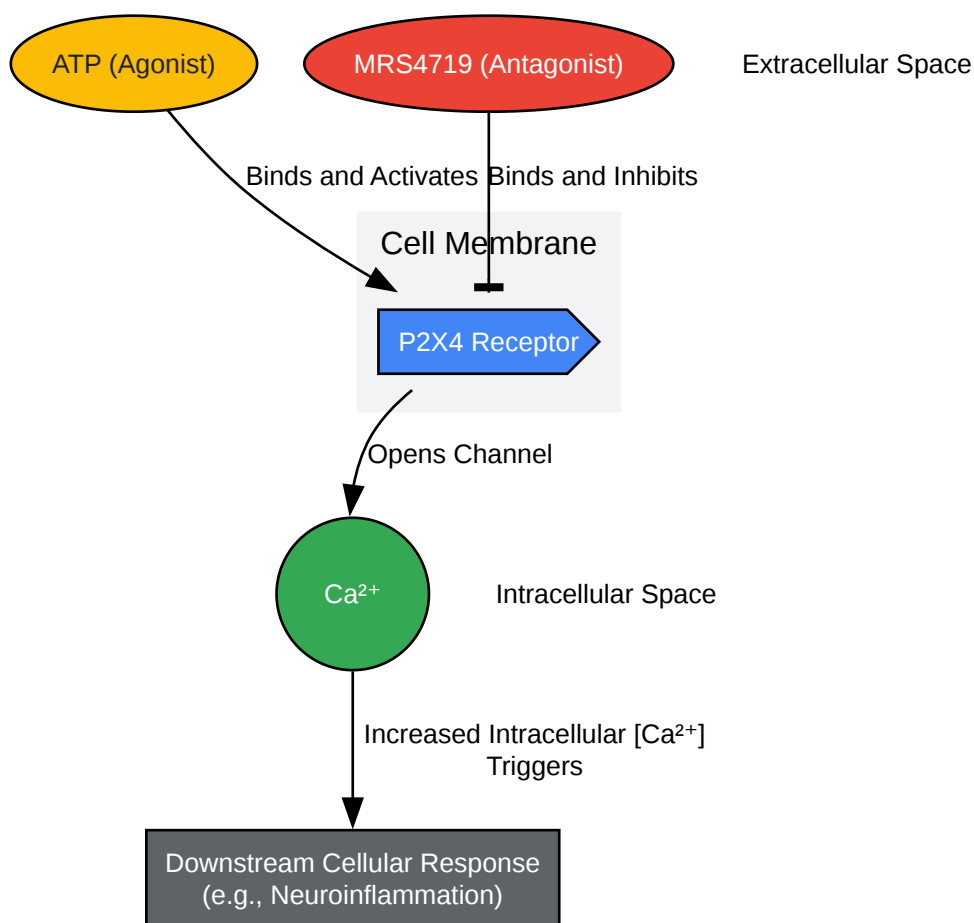 ATP (Agonist)
MRS4719 (Antagonist)
Extracellular Space
Binds and Activates
Binds and Inhibits
Cell Membrane
P2X4 Receptor
Opens Channel
Ca²⁺
Intracellular Space
Increased Intracellular [Ca²⁺]
Triggers
Downstream Cellular Response
(e.g., Neuroinflammation)